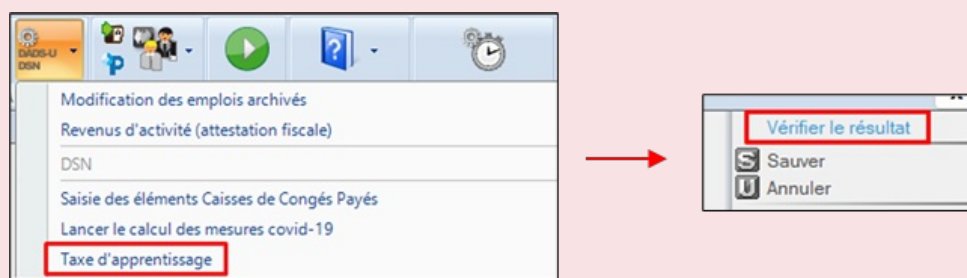 DADS-U
DSN
Modification des emplois archivés
Revenus d'activité (attestation fiscale)
DSN
Saisie des éléments Caisses de Congés Payés
Lancer le calcul des mesures covid-19
Taxe d'apprentissage
Vérifier le résultat
S Sauver
U Annuler